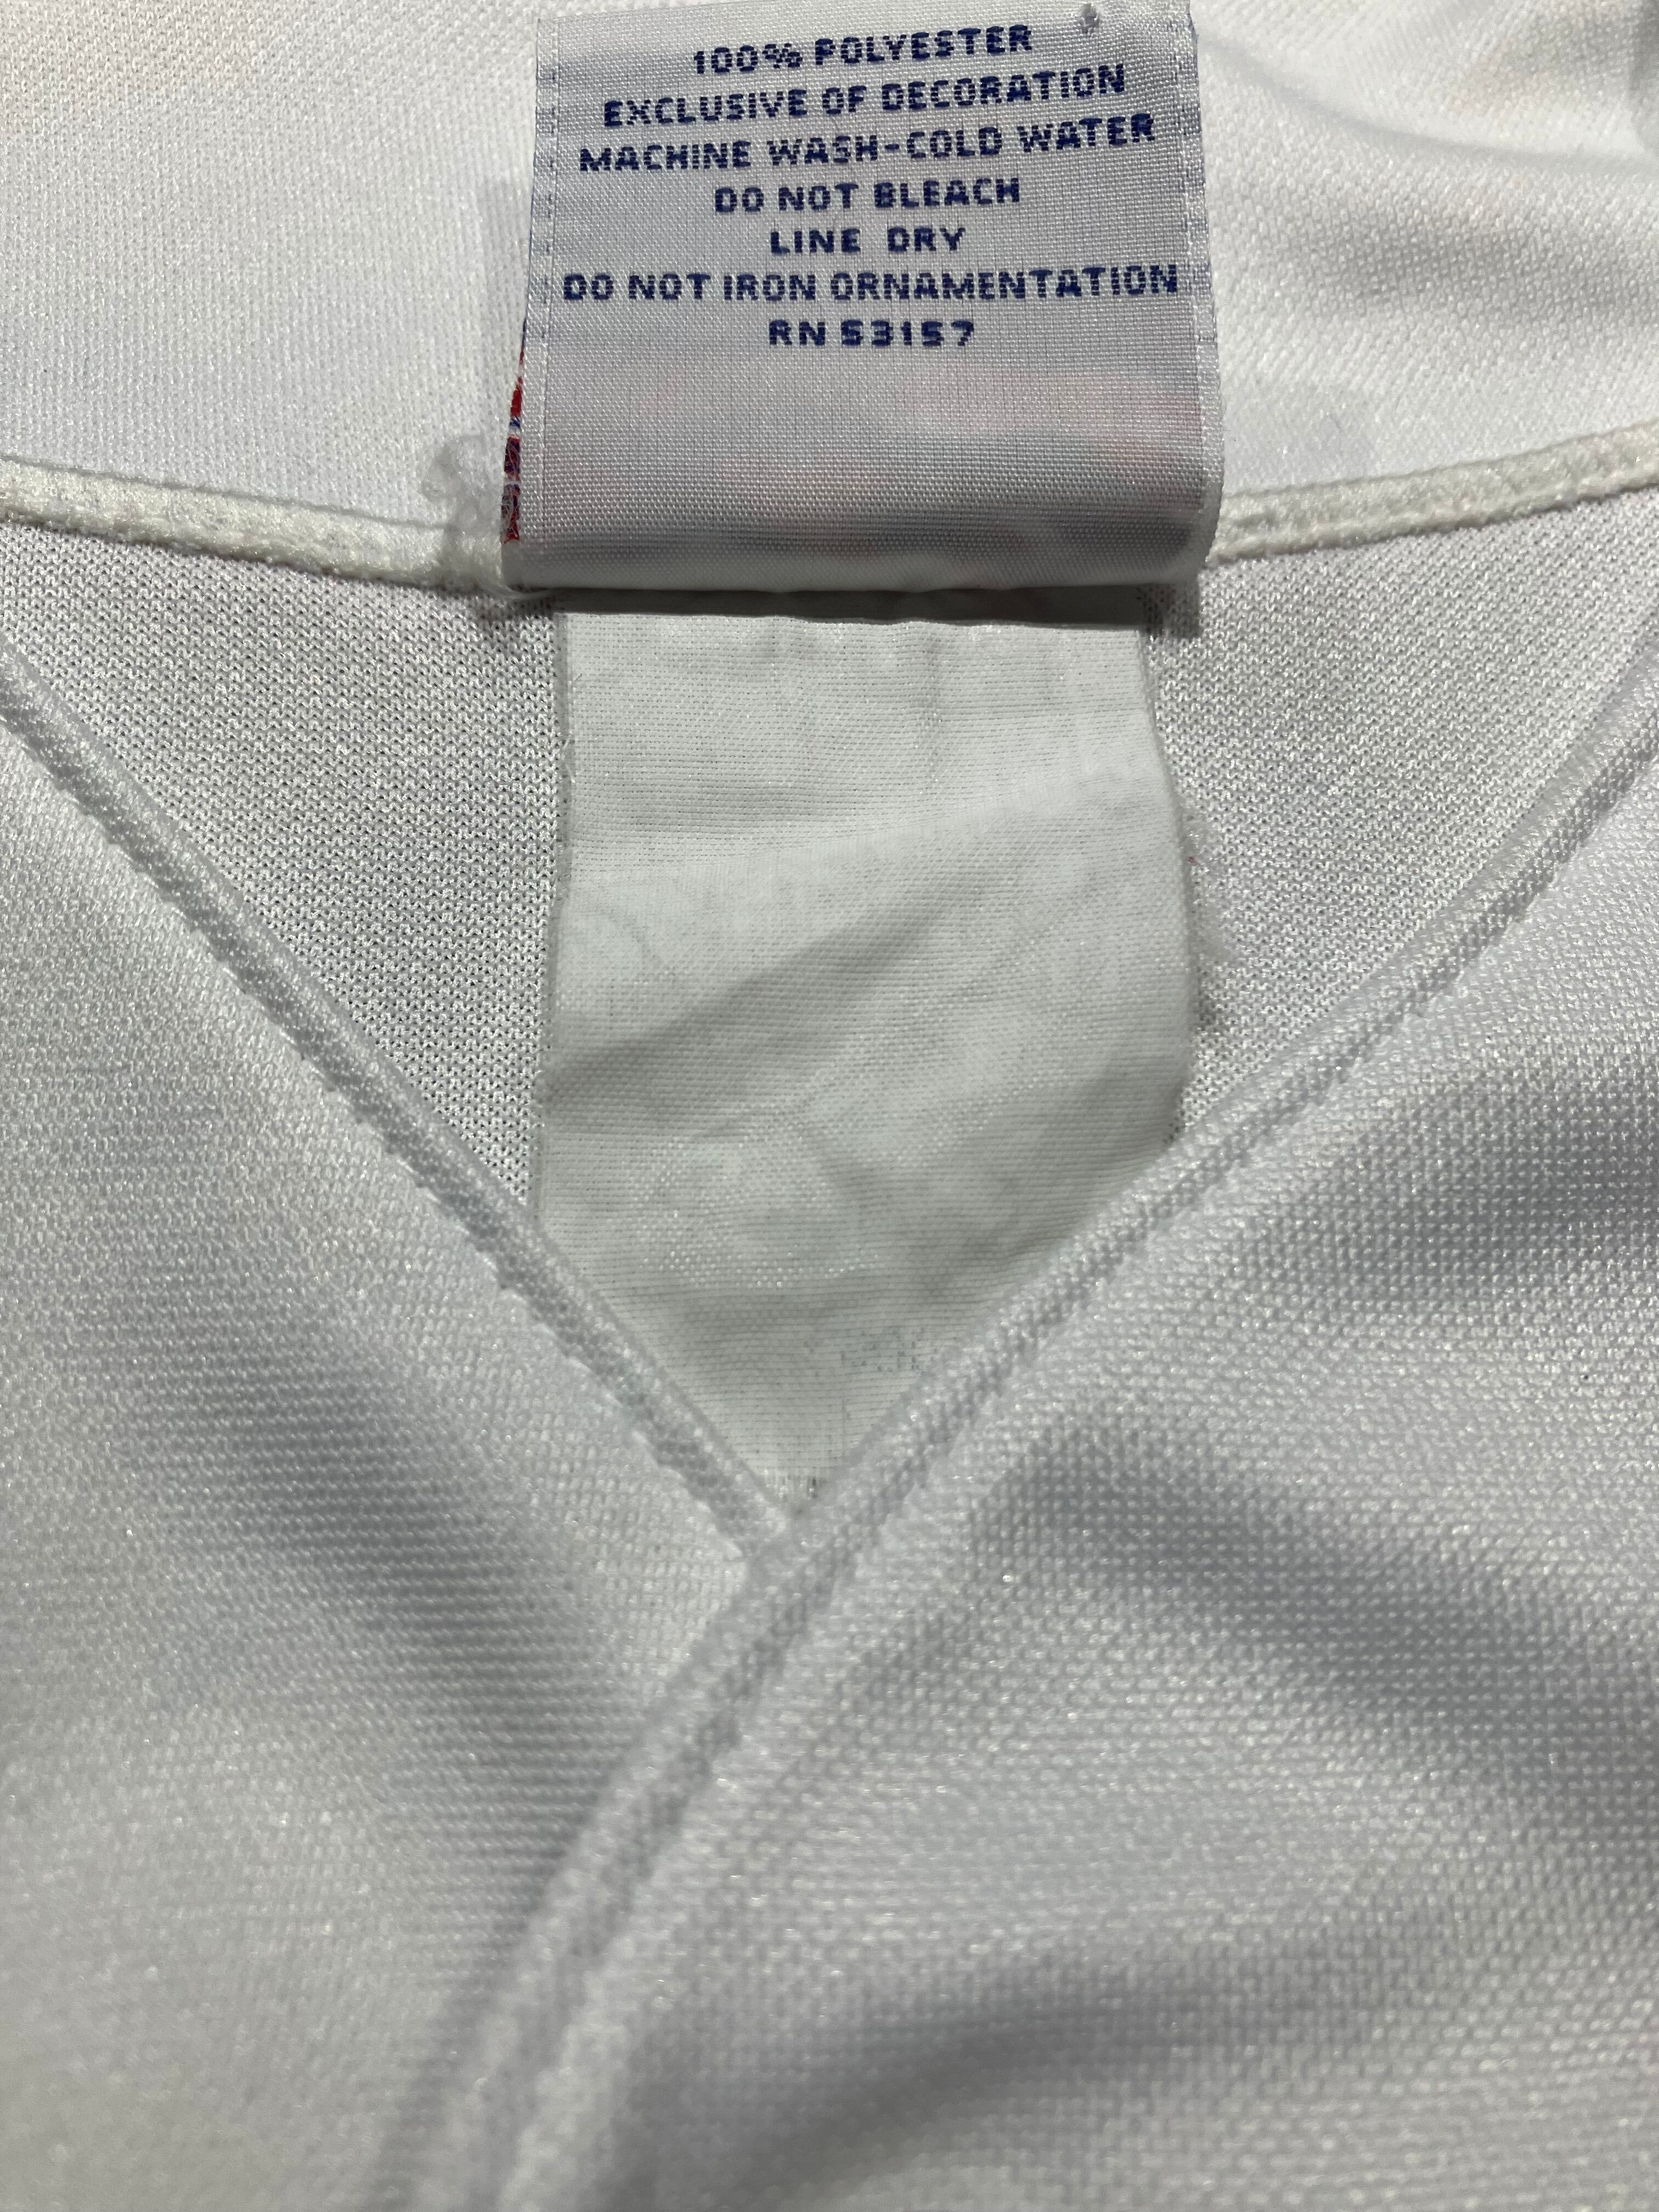 100% POLYESTER
EXCLUSIVE OF DECORATION
MACHINE WASH-COLD WATER
DO NOT BLEACH
LINE DRY
DO NOT IRON ORNAMENTATION
RN 53157